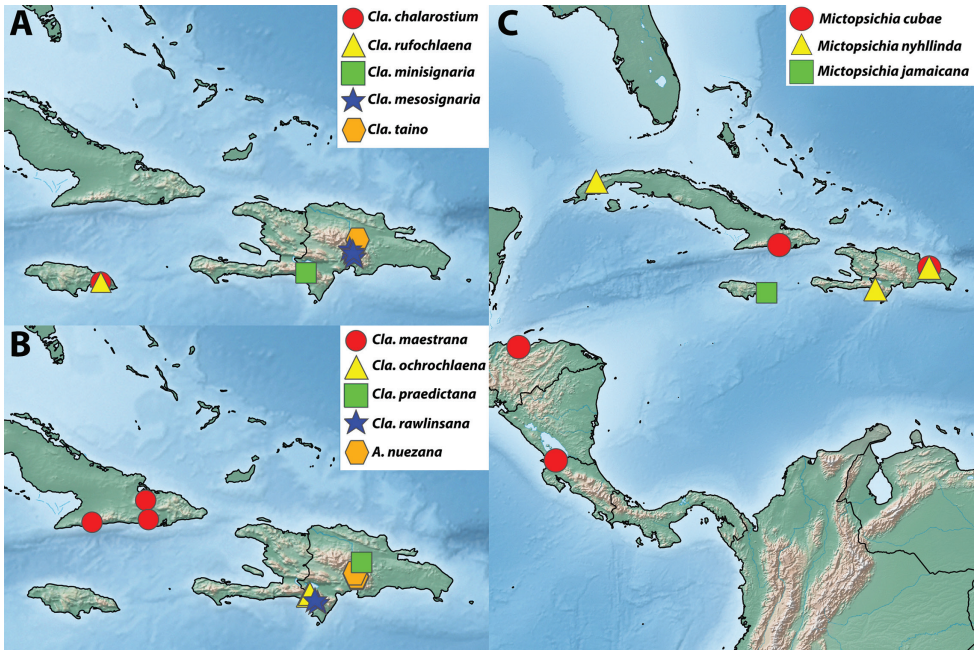 A
Cla. chalarostium
Cla. rufochlaena
Cla. minisignaria
Cla. mesosignaria
Cla. taino
B
Cla. maestrana
Cla. ochrochlaena
Cla. praedictana
Cla. rawlinsana
A. nuezana
C
Mictopsichia cubae
Mictopsichia nyhllinda
Mictopsichia jamaicana